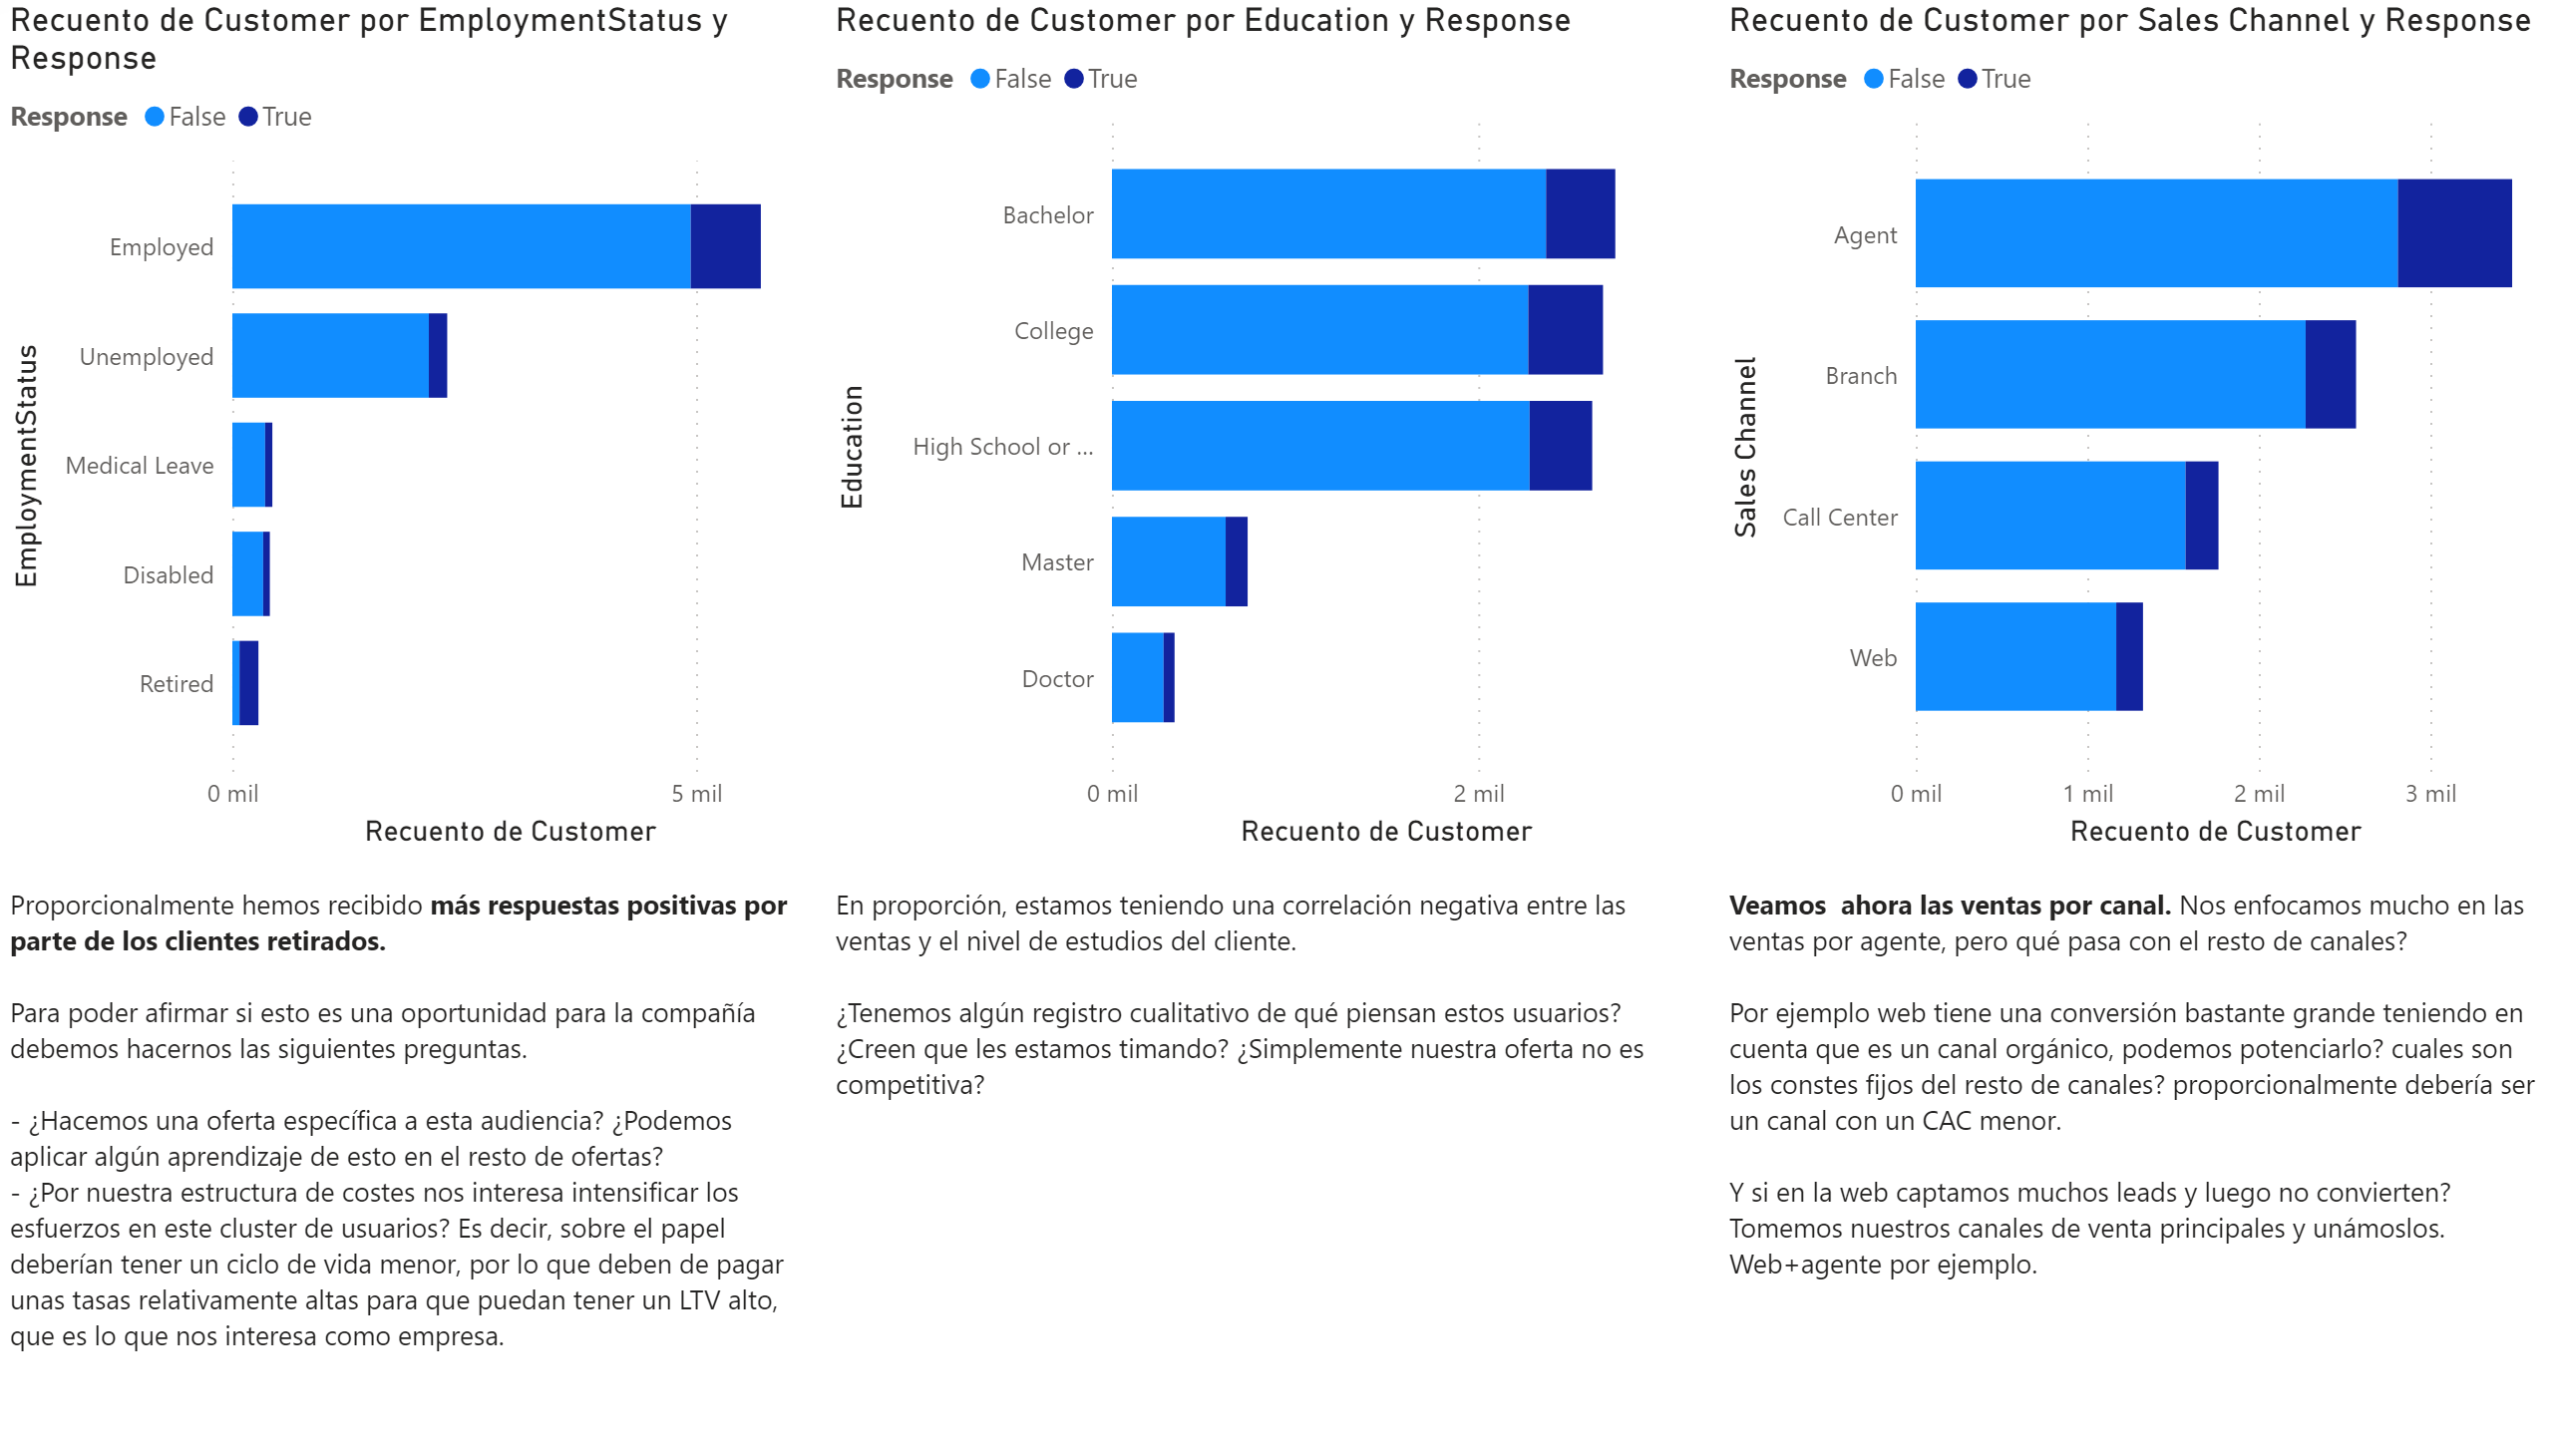 Recuento de Customer por EmploymentStatus y
Response
Response False True
EmploymentStatus
Employed
Unemployed
Medical Leave
Disabled
Retired
0 mil 5 mil
Recuento de Customer
Proporcionalmente hemos recibido más respuestas positivas por
parte de los clientes retirados.
Para poder afirmar si esto es una oportunidad para la compañía
debemos hacernos las siguientes preguntas.
- ¿Hacemos una oferta específica a esta audiencia? ¿Podemos
aplicar algún aprendizaje de esto en el resto de ofertas?
- ¿Por nuestra estructura de costes nos interesa intensificar los
esfuerzos en este cluster de usuarios? Es decir, sobre el papel
deberían tener un ciclo de vida menor, por lo que deben de pagar
unas tasas relativamente altas para que puedan tener un LTV alto,
que es lo que nos interesa como empresa.
Recuento de Customer por Education y Response
Response False True
Education
Bachelor
College
High School or ...
Master
Doctor
0 mil 2 mil
Recuento de Customer
En proporción, estamos teniendo una correlación negativa entre las
ventas y el nivel de estudios del cliente.
¿Tenemos algún registro cualitativo de qué piensan estos usuarios?
¿Creen que les estamos timando? ¿Simplemente nuestra oferta no es
competitiva?
Recuento de Customer por Sales Channel y Response
Response False True
Sales Channel
Agent
Branch
Call Center
Web
0 mil 1 mil 2 mil 3 mil
Recuento de Customer
Veamos  ahora las ventas por canal. Nos enfocamos mucho en las
ventas por agente, pero qué pasa con el resto de canales?
Por ejemplo web tiene una conversión bastante grande teniendo en
cuenta que es un canal orgánico, podemos potenciarlo? cuales son
los constes fijos del resto de canales? proporcionalmente debería ser
un canal con un CAC menor.
Y si en la web captamos muchos leads y luego no convierten?
Tomemos nuestros canales de venta principales y unámoslos.
Web+agente por ejemplo.